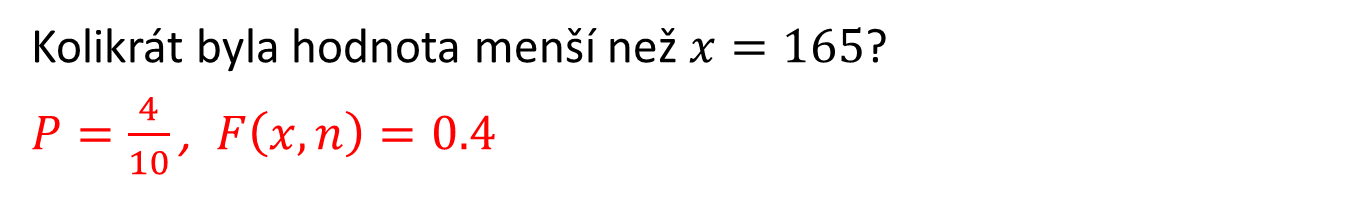 Kolikrát byla hodnota menší než x = 165?
P = 4/10, F(x, n) = 0.4